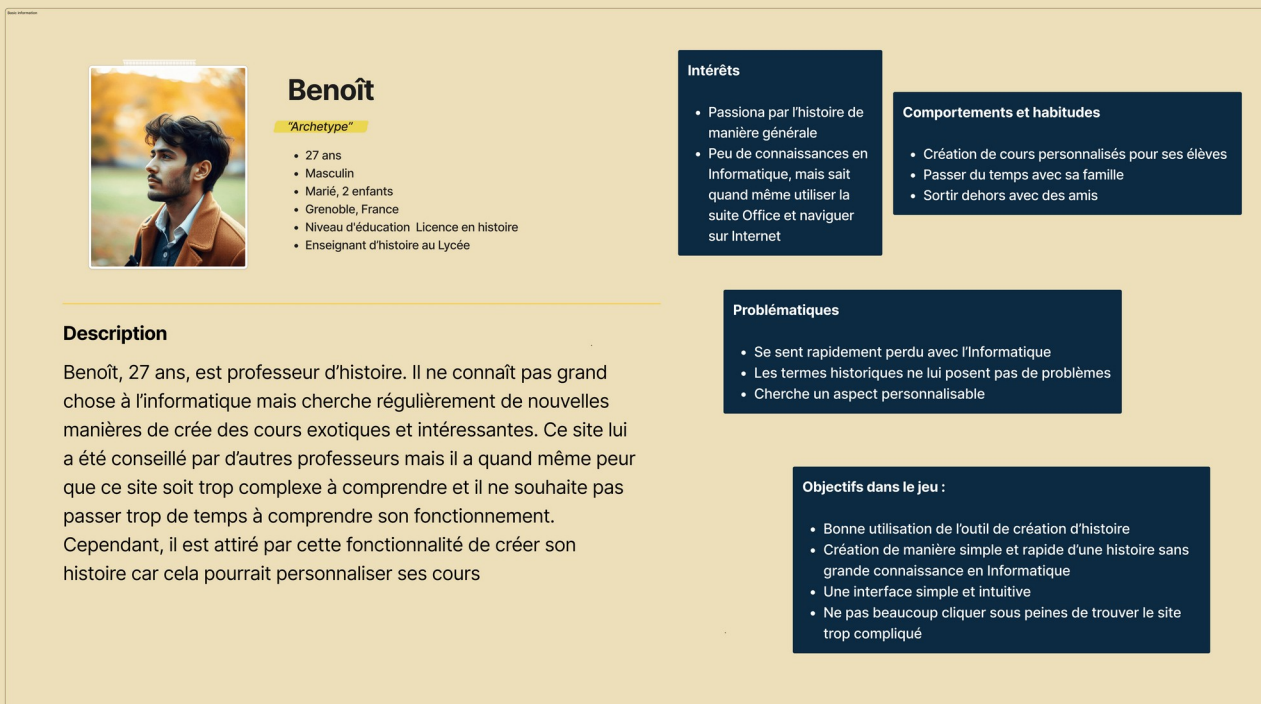 Basic information
Benoît
“Archetype”
• 27 ans
• Masculin
• Marié, 2 enfants
• Grenoble, France
• Niveau d'éducation Licence en histoire
• Enseignant d'histoire au Lycée
Description
Benoît, 27 ans, est professeur d’histoire. Il ne connaît pas grand
chose à l’informatique mais cherche régulièrement de nouvelles
manières de crée des cours exotiques et intéressantes. Ce site lui
a été conseillé par d’autres professeurs mais il a quand même peur
que ce site soit trop complexe à comprendre et il ne souhaite pas
passer trop de temps à comprendre son fonctionnement.
Cependant, il est attiré par cette fonctionnalité de créer son
histoire car cela pourrait personnaliser ses cours
Intérêts
• Passiona par l’histoire de
manière générale
• Peu de connaissances en
Informatique, mais sait
quand même utiliser la
suite Office et naviguer
sur Internet
Comportements et habitudes
• Création de cours personnalisés pour ses élèves
• Passer du temps avec sa famille
• Sortir dehors avec des amis
Problématiques
• Se sent rapidement perdu avec l’Informatique
• Les termes historiques ne lui posent pas de problèmes
• Cherche un aspect personnalisable
Objectifs dans le jeu :
• Bonne utilisation de l’outil de création d’histoire
• Création de manière simple et rapide d’une histoire sans
grande connaissance en Informatique
• Une interface simple et intuitive
• Ne pas beaucoup cliquer sous peines de trouver le site
trop compliqué